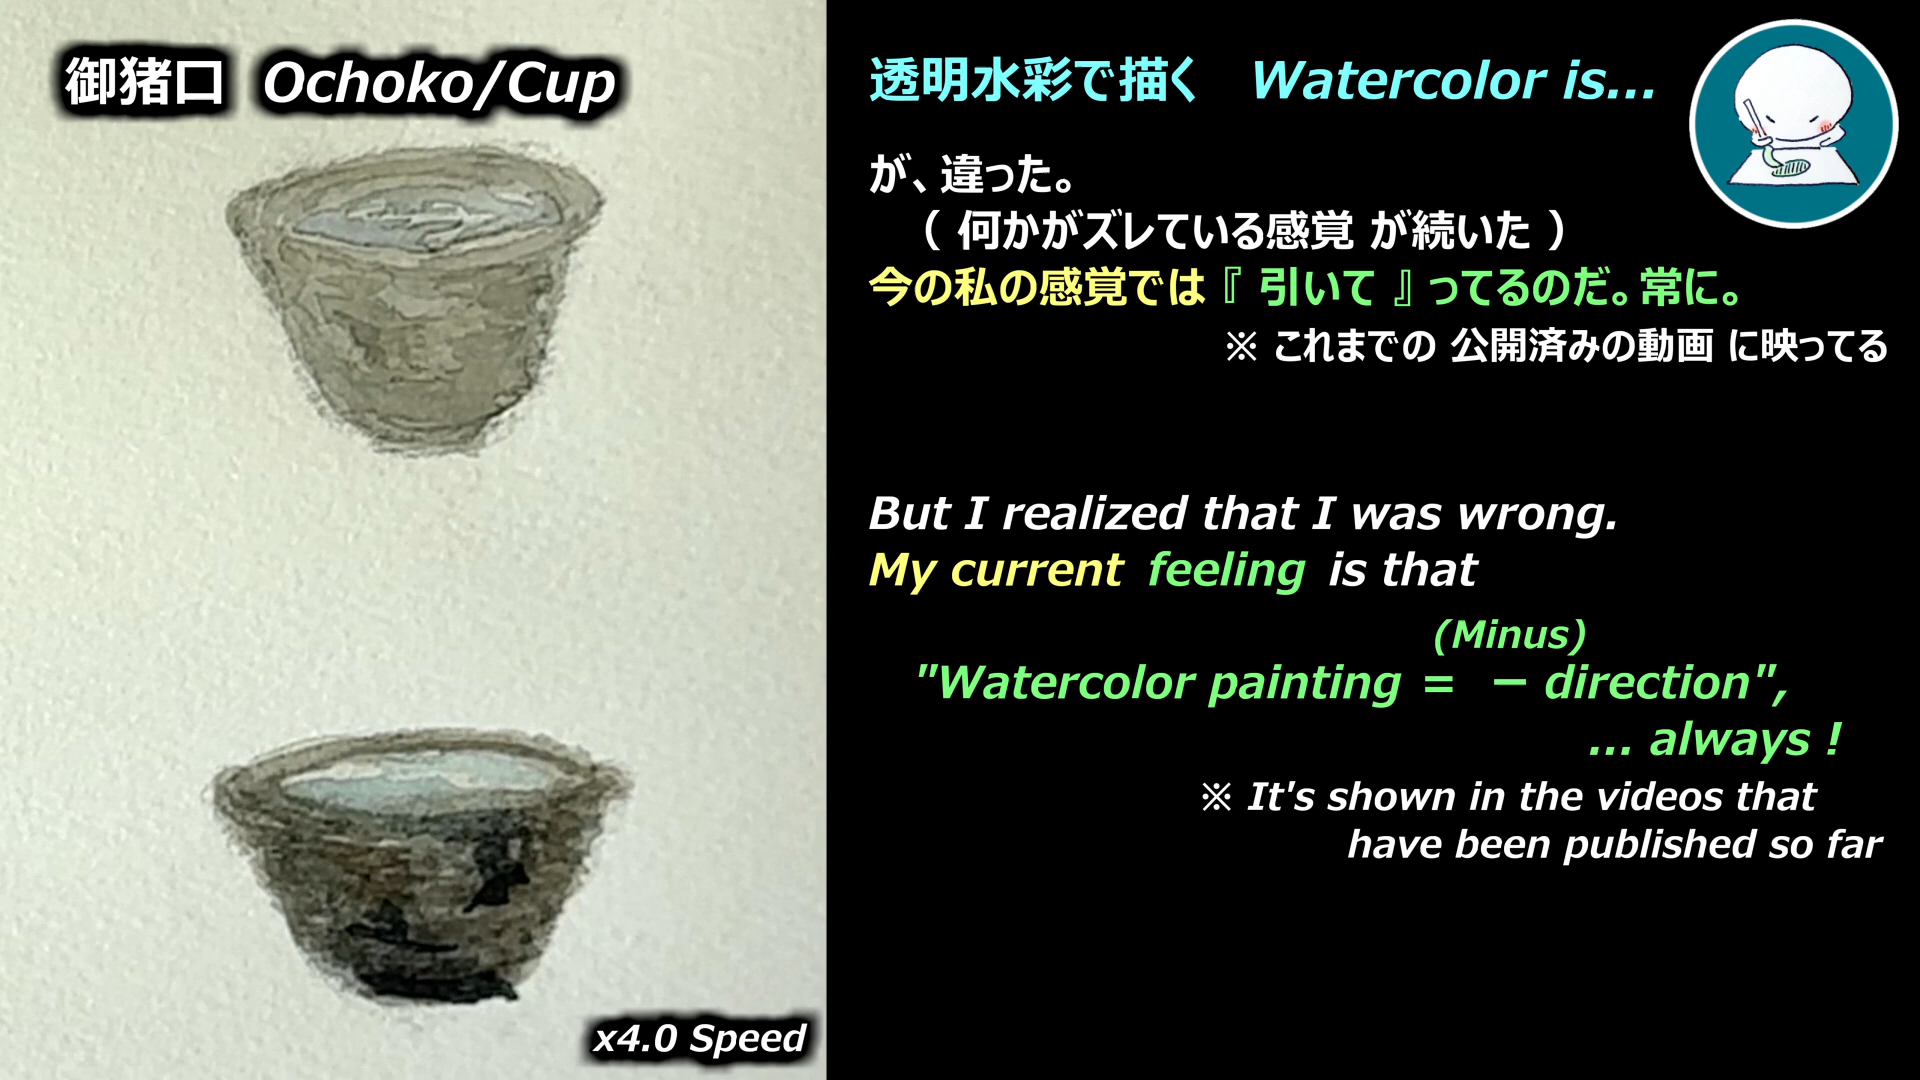 御猪口 Ochoko/Cup
x4.0 Speed
透明水彩で描く Watercolor is...
が、違った。
( 何かがズレている感覚 が続いた )
今の私の感覚では『 引いて 』ってるのだ。常に。
※ これまでの 公開済みの動画 に映ってる
But I realized that I was wrong.
My current feeling is that
(Minus)
"Watercolor painting = − direction",
... always !
※ It's shown in the videos that
have been published so far